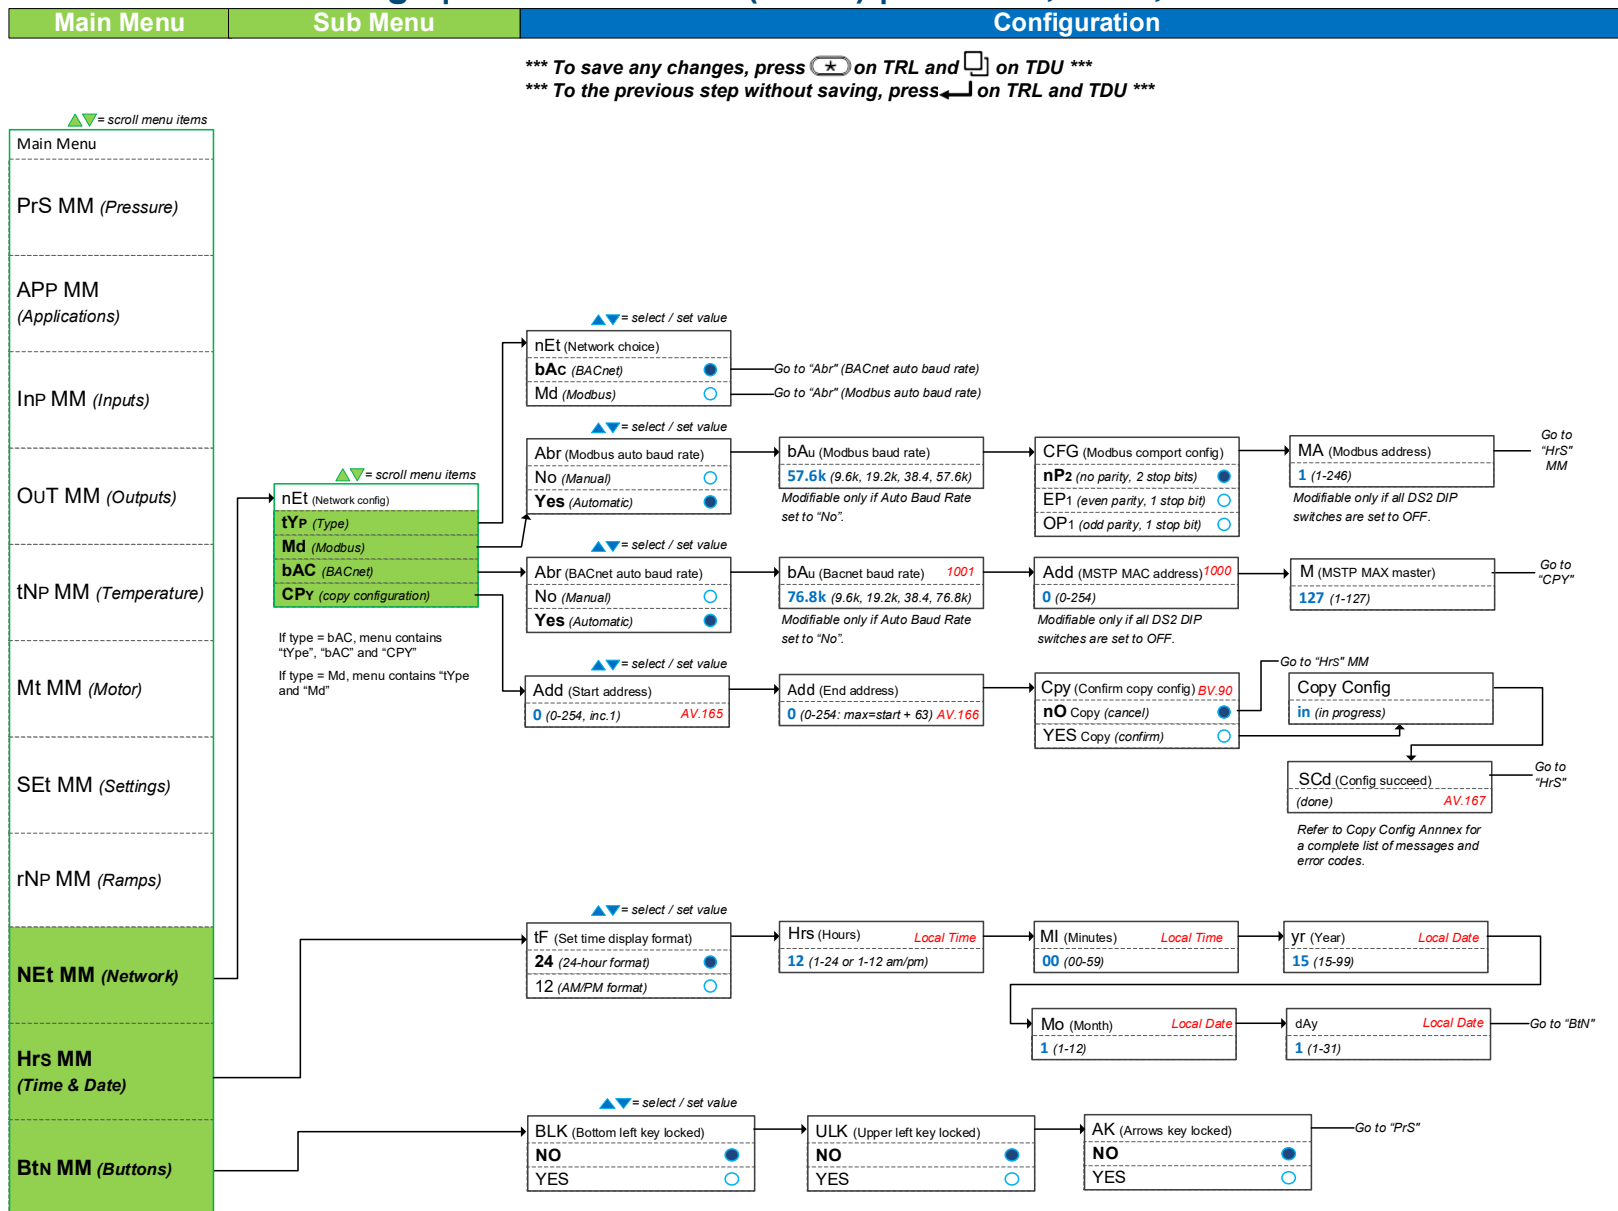 Main Menu
Sub Menu
Configuration
*** To save any changes, press * on TRL and on TDU ***
*** To the previous step without saving, press on TRL and TDU ***
= scroll menu items
Main Menu
PrS MM (Pressure)
APP MM
(Applications)
InP MM (Inputs)
OUT MM (Outputs)
tNP MM (Temperature)
Mt MM (Motor)
SEt MM (Settings)
rNP MM (Ramps)
NEt MM (Network)
Hrs MM
(Time & Date)
BtN MM (Buttons)
= scroll menu items
nEt (Network config)
tYP (Type)
Md (Modbus)
bAC (BACnet)
CPY (copy configuration)
If type = bAC, menu contains
"tYpe", "bAC" and "CPY"
If type = Md, menu contains "tYpe
and "Md"
= select / set value
nEt (Network choice)
bAc (BACnet)
Go to "Abr" (BACnet auto baud rate)
Md (Modbus)
Go to "Abr" (Modbus auto baud rate)
= select / set value
Abr (Modbus auto baud rate)
No (Manual)
Yes (Automatic)
bAu (Modbus baud rate)
57.6k (9.6k, 19.2k, 38.4, 57.6k)
Modifiable only if Auto Baud Rate
set to "No".
CFG (Modbus comport config)
nP2 (no parity, 2 stop bits)
EP1 (even parity, 1 stop bit)
OP1 (odd parity, 1 stop bit)
MA (Modbus address)
1 (1-246)
Modifiable only if all DS2 DIP
switches are set to OFF.
Go to
"HrS"
MM
= select / set value
Abr (BACnet auto baud rate)
No (Manual)
Yes (Automatic)
bAu (Bacnet baud rate) 1001
76.8k (9.6k, 19.2k, 38.4, 76.8k)
Modifiable only if Auto Baud Rate
set to "No".
Add (MSTP MAC address) 1000
0 (0-254)
Modifiable only if all DS2 DIP
switches are set to OFF.
M (MSTP MAX master)
127 (1-127)
Go to
"CPY"
= select / set value
Add (Start address)
0 (0-254, inc.1) AV.165
Add (End address)
0 (0-254: max=start + 63) AV.166
Cpy (Confirm copy config) BV.90
nO Copy (cancel)
YES Copy (confirm)
Go to "Hrs" MM
Copy Config
in (in progress)
SCd (Config succeed)
(done) AV.167
Go to
"HrS"
Refer to Copy Config Annnex for
a complete list of messages and
error codes.
= select / set value
tF (Set time display format)
24 (24-hour format)
12 (AM/PM format)
Hrs (Hours) Local Time
12 (1-24 or 1-12 am/pm)
MI (Minutes) Local Time
00 (00-59)
yr (Year) Local Date
15 (15-99)
Mo (Month) Local Date
1 (1-12)
dAy Local Date
1 (1-31)
Go to "BtN"
= select / set value
BLK (Bottom left key locked)
NO
YES
ULK (Upper left key locked)
NO
YES
AK (Arrows key locked)
NO
YES
Go to "PrS"